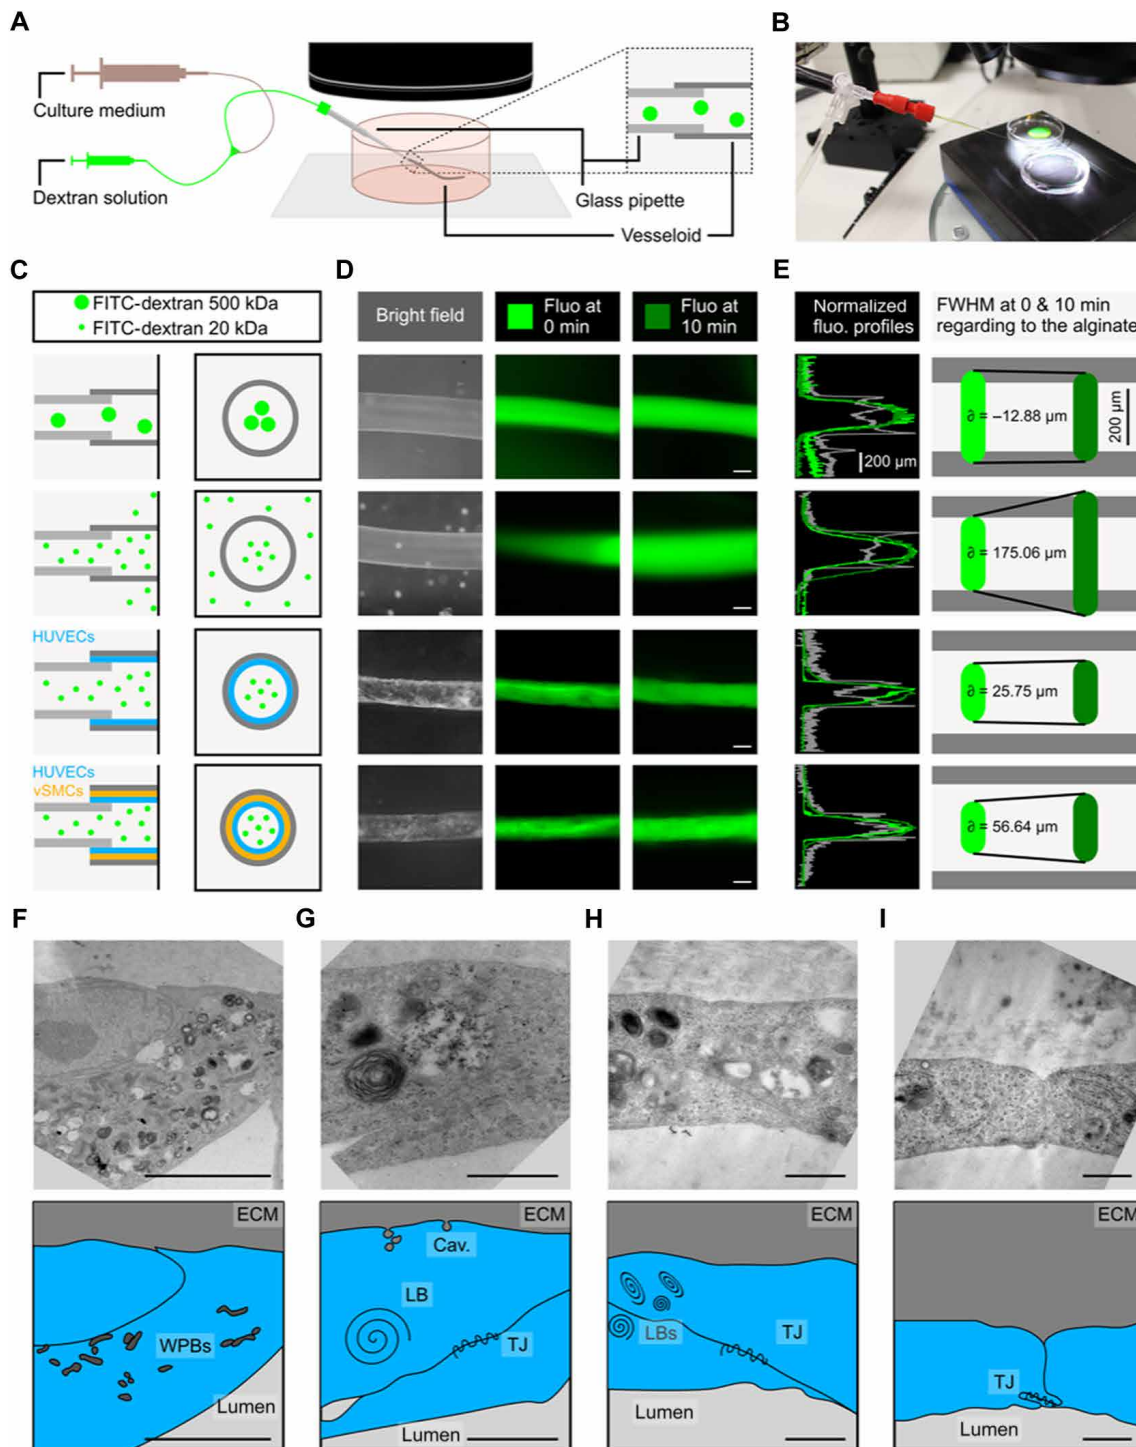 A
B
Culture medium
Dextran solution
Glass pipette
Vesseloid
C
D
E
FITC-dextran 500 kDa
FITC-dextran 20 kDa
Bright field
Fluo at
0 min
Fluo at
10 min
Normalized
fluo. profiles
FWHM at 0 & 10 min
regarding to the alginate
200 µm
∂ = −12.88 µm
200 µm
∂ = 175.06 µm
HUVECs
∂ = 25.75 µm
HUVECs
vSMCs
∂ = 56.64 µm
F
G
H
I
ECM
WPBs
Lumen
ECM
Cav.
LB
TJ
Lumen
ECM
LBs
TJ
Lumen
ECM
TJ
Lumen